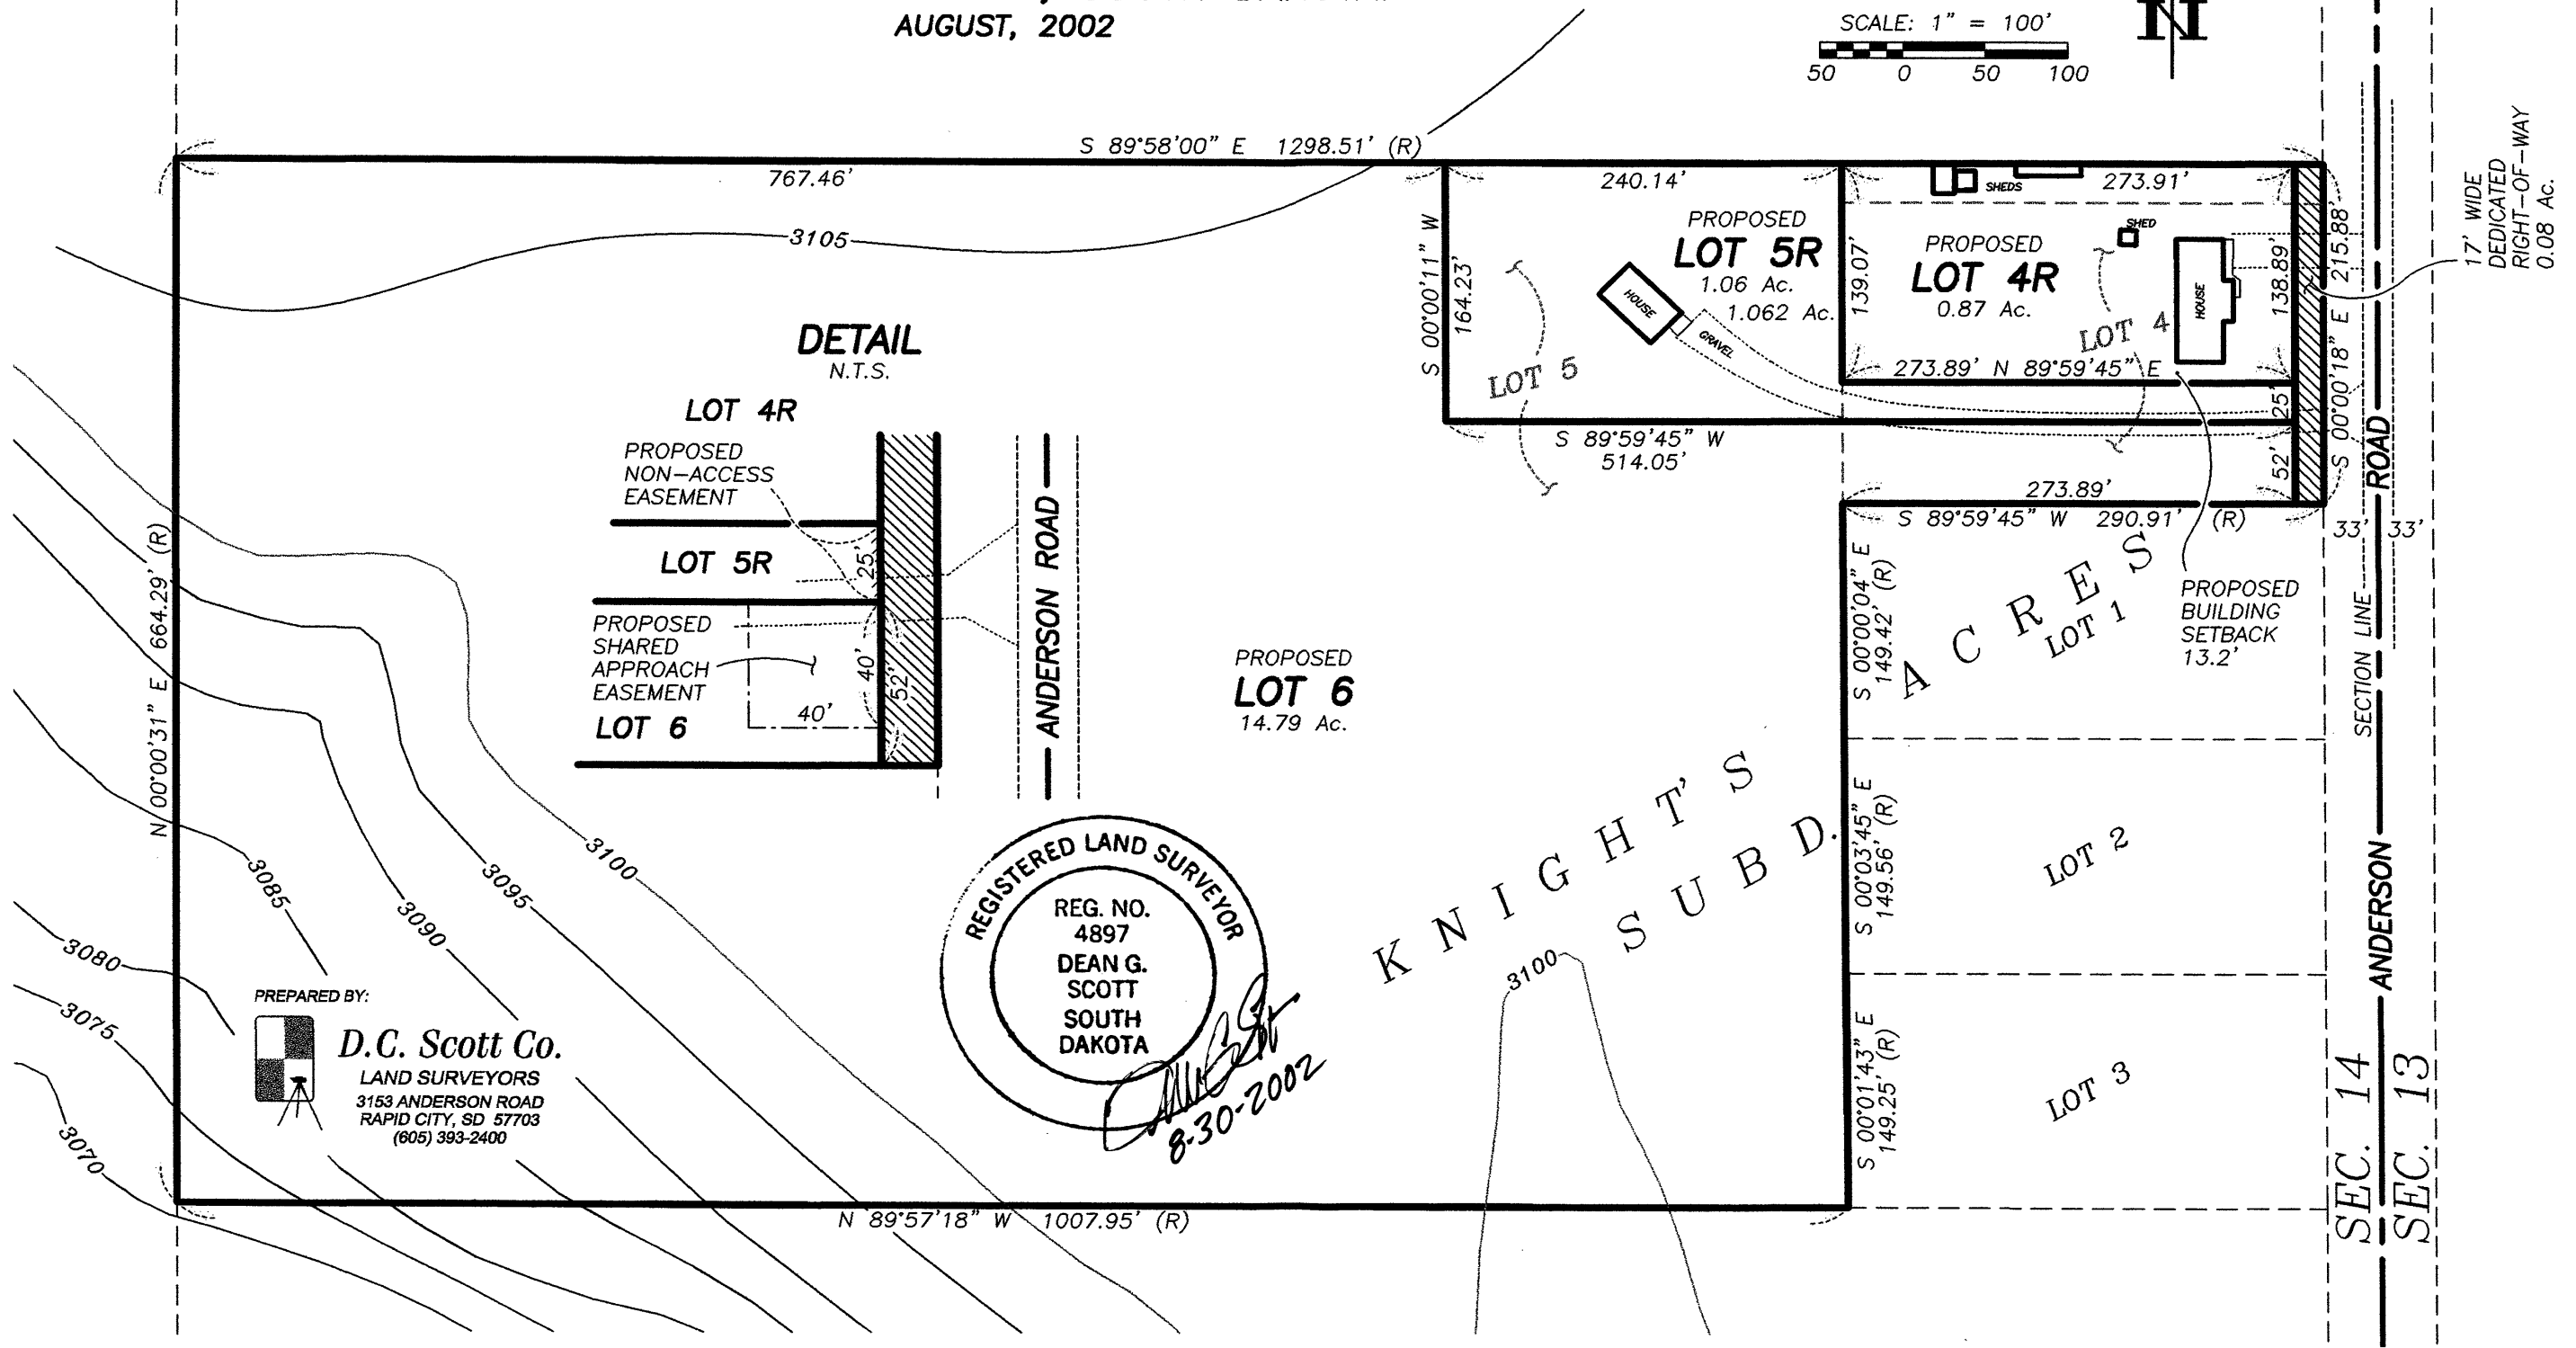 AUGUST, 2002
SCALE: 1" = 100'
50 0 50 100
N
17' WIDE
DEDICATED
RIGHT-OF-WAY
0.08 Ac.
S 89°58'00" E 1298.51' (R)
767.46'
240.14'
273.91'
SHEDS
SHED
3105
S 00°00'11" W
164.23'
PROPOSED
LOT 5R
1.06 Ac.
1.062 Ac.
139.07'
PROPOSED
LOT 4R
0.87 Ac.
138.89'
S 00°00'18" E 215.88'
HOUSE
GRAVEL
HOUSE
LOT 5
LOT 4
273.89' N 89°59'45" E
25'
S 89°59'45" W
514.05'
52'
273.89'
S 89°59'45" W 290.91' (R)
33' 33'
DETAIL
N.T.S.
LOT 4R
PROPOSED
NON-ACCESS
EASEMENT
LOT 5R
25'
PROPOSED
SHARED
APPROACH
EASEMENT
40'
52'
40'
LOT 6
ANDERSON ROAD
N 00°00'31" E 664.29' (R)
PROPOSED
LOT 6
14.79 Ac.
S 00°00'04" E
149.42' (R)
ACRES
LOT 1
PROPOSED
BUILDING
SETBACK
13.2'
SECTION LINE
ANDERSON ROAD
KNIGHT'S
SUBD.
S 00°03'45" E
149.56' (R)
LOT 2
S 00°01'43" E
149.25' (R)
LOT 3
SEC. 14
SEC. 13
3100
3095
3090
3085
3080
3075
3070
3100
PREPARED BY:
D.C. Scott Co.
LAND SURVEYORS
3153 ANDERSON ROAD
RAPID CITY, SD 57703
(605) 393-2400
REGISTERED LAND SURVEYOR
REG. NO.
4897
DEAN G.
SCOTT
SOUTH
DAKOTA
8-30-2002
N 89°57'18" W 1007.95' (R)